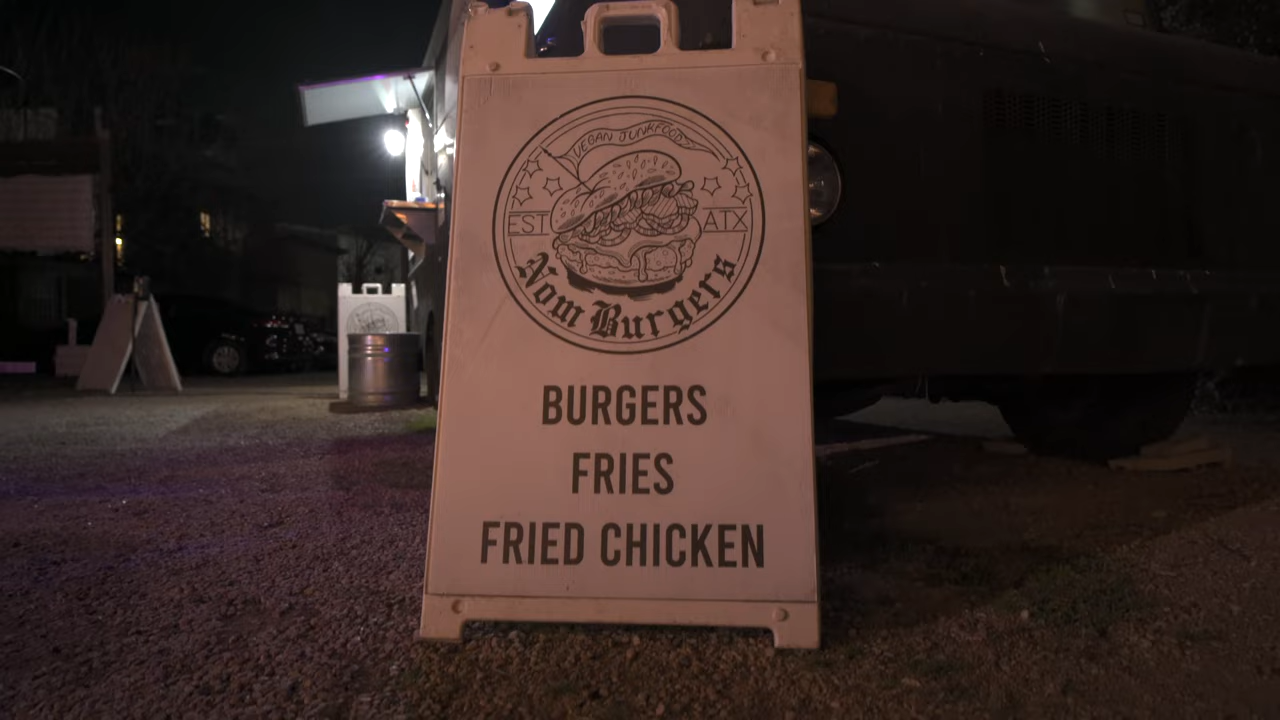 VEGAN JUNKFOOD
EST ATX
Nom Burgers
BURGERS
FRIES
FRIED CHICKEN